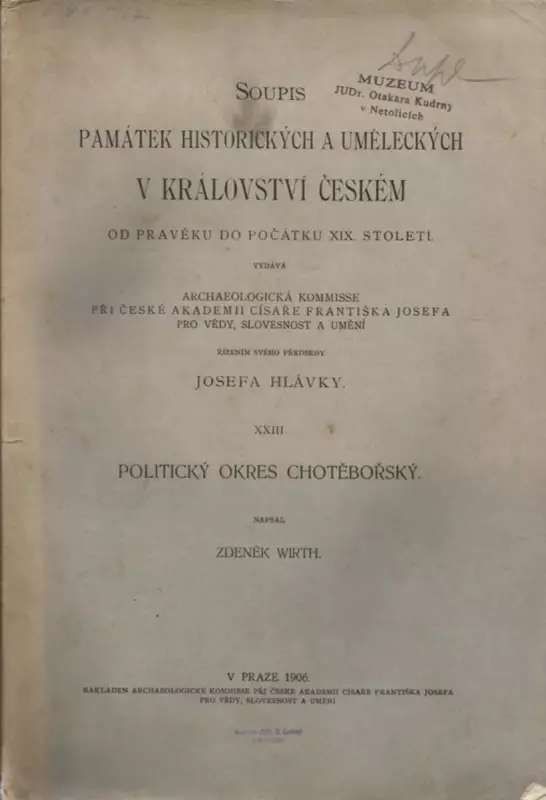 Dupl
MUZEUM
JUDr. Otakara Kudrny
v Netolicích
SOUPIS
PAMÁTEK HISTORICKÝCH A UMĚLECKÝCH
V KRÁLOVSTVÍ ČESKÉM
OD PRAVĚKU DO POČÁTKU XIX. STOLETÍ.
VYDÁVÁ
ARCHAEOLOGICKÁ KOMMISSE
PŘI ČESKÉ AKADEMII CÍSAŘE FRANTIŠKA JOSEFA
PRO VĚDY, SLOVESNOST A UMĚNÍ
ŘÍZENÍM SVÉHO PŘEDSEDY
JOSEFA HLÁVKY.
XXIII.
POLITICKÝ OKRES CHOTĚBOŘSKÝ.
NAPSAL
ZDENĚK WIRTH.
V PRAZE 1906.
NÁKLADEM ARCHAEOLOGICKÉ KOMMISSE PŘI ČESKÉ AKADEMII CÍSAŘE FRANTIŠKA JOSEFA
PRO VĚDY, SLOVESNOST A UMĚNÍ